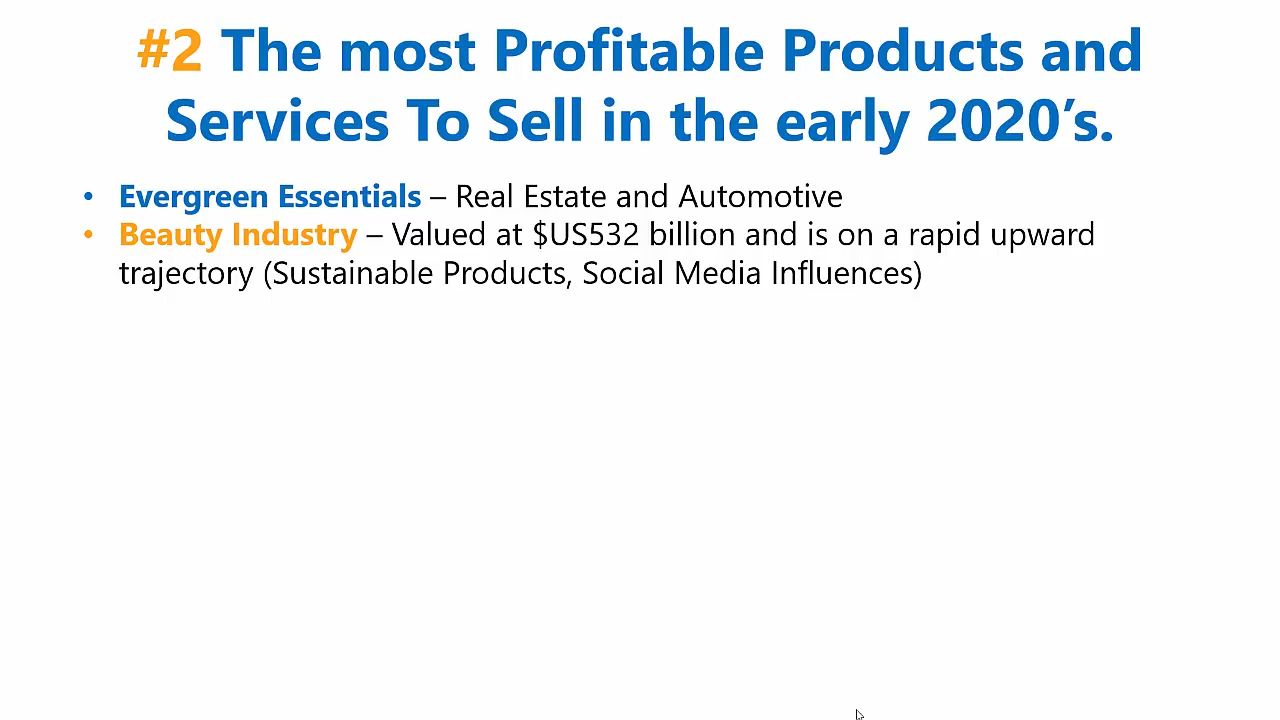 #2 The most Profitable Products and
Services To Sell in the early 2020’s.
• Evergreen Essentials – Real Estate and Automotive
• Beauty Industry – Valued at $US532 billion and is on a rapid upward
trajectory (Sustainable Products, Social Media Influences)